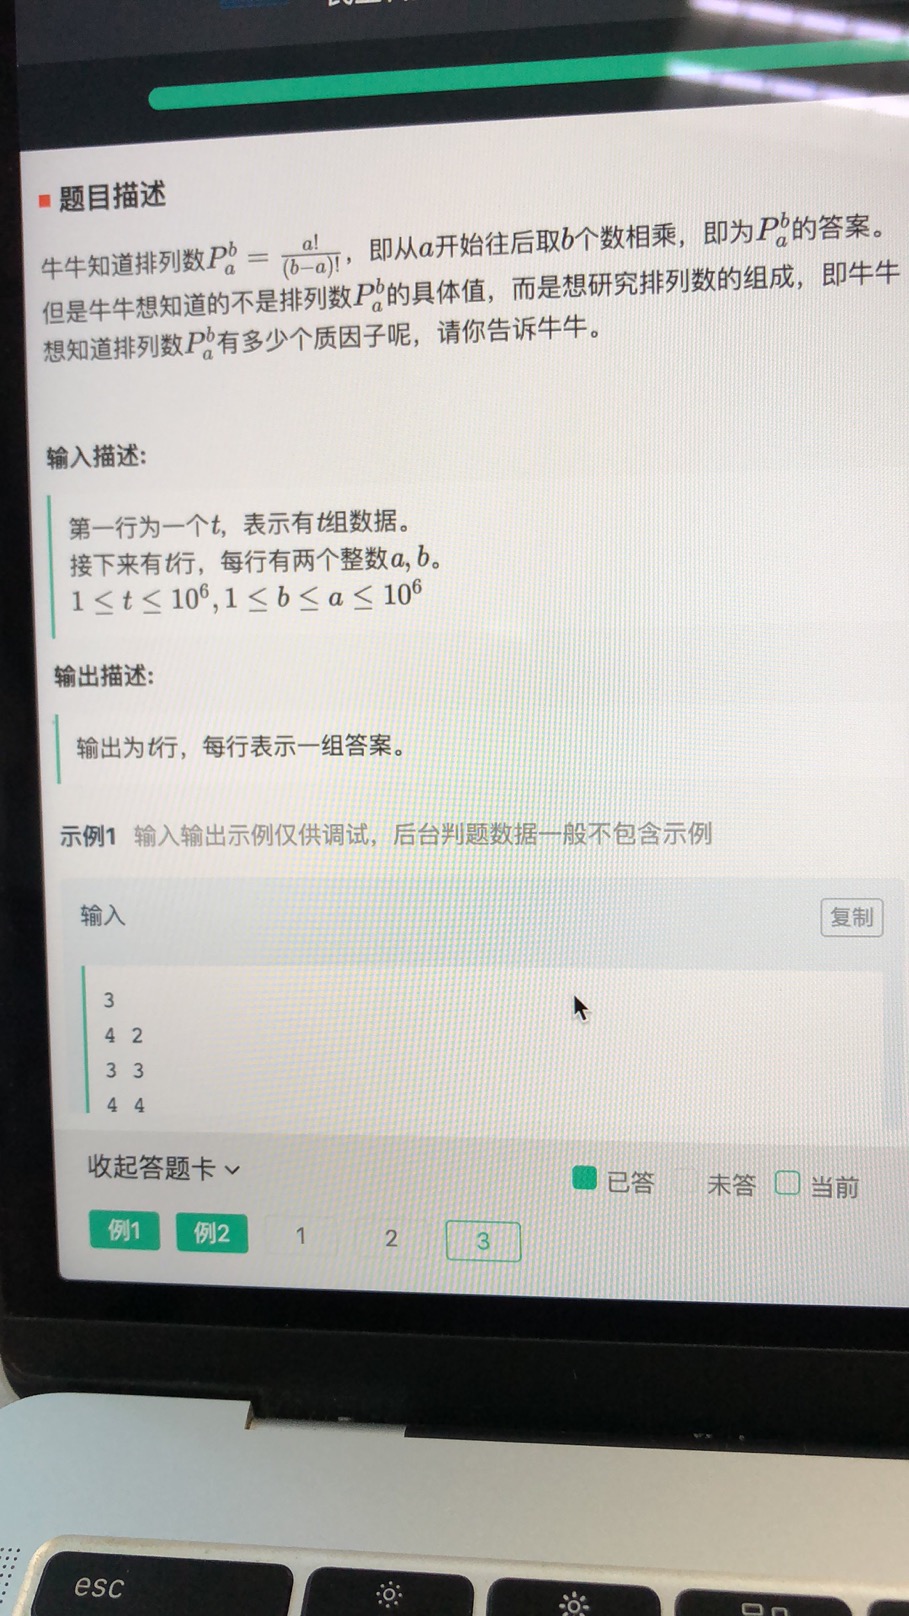 题目描述
牛牛知道排列数$P_a^b = \frac{a!}{(b-a)!}$，即从a开始往后取b个数相乘，即为$P_a^b$的答案。
但是牛牛想知道的不是排列数$P_a^b$的具体值，而是想研究排列数的组成，即牛牛
想知道排列数$P_a^b$有多少个质因子呢，请你告诉牛牛。
输入描述:
第一行为一个t，表示有t组数据。
接下来有t行，每行有两个整数a, b。
$1 \leq t \leq 10^6, 1 \leq b \leq a \leq 10^6$
输出描述:
输出为t行，每行表示一组答案。
示例1 输入输出示例仅供调试，后台判题数据一般不包含示例
输入 复制
3
4 2
3 3
4 4
收起答题卡 已答 未答 当前
例1 例2 1 2 3
esc